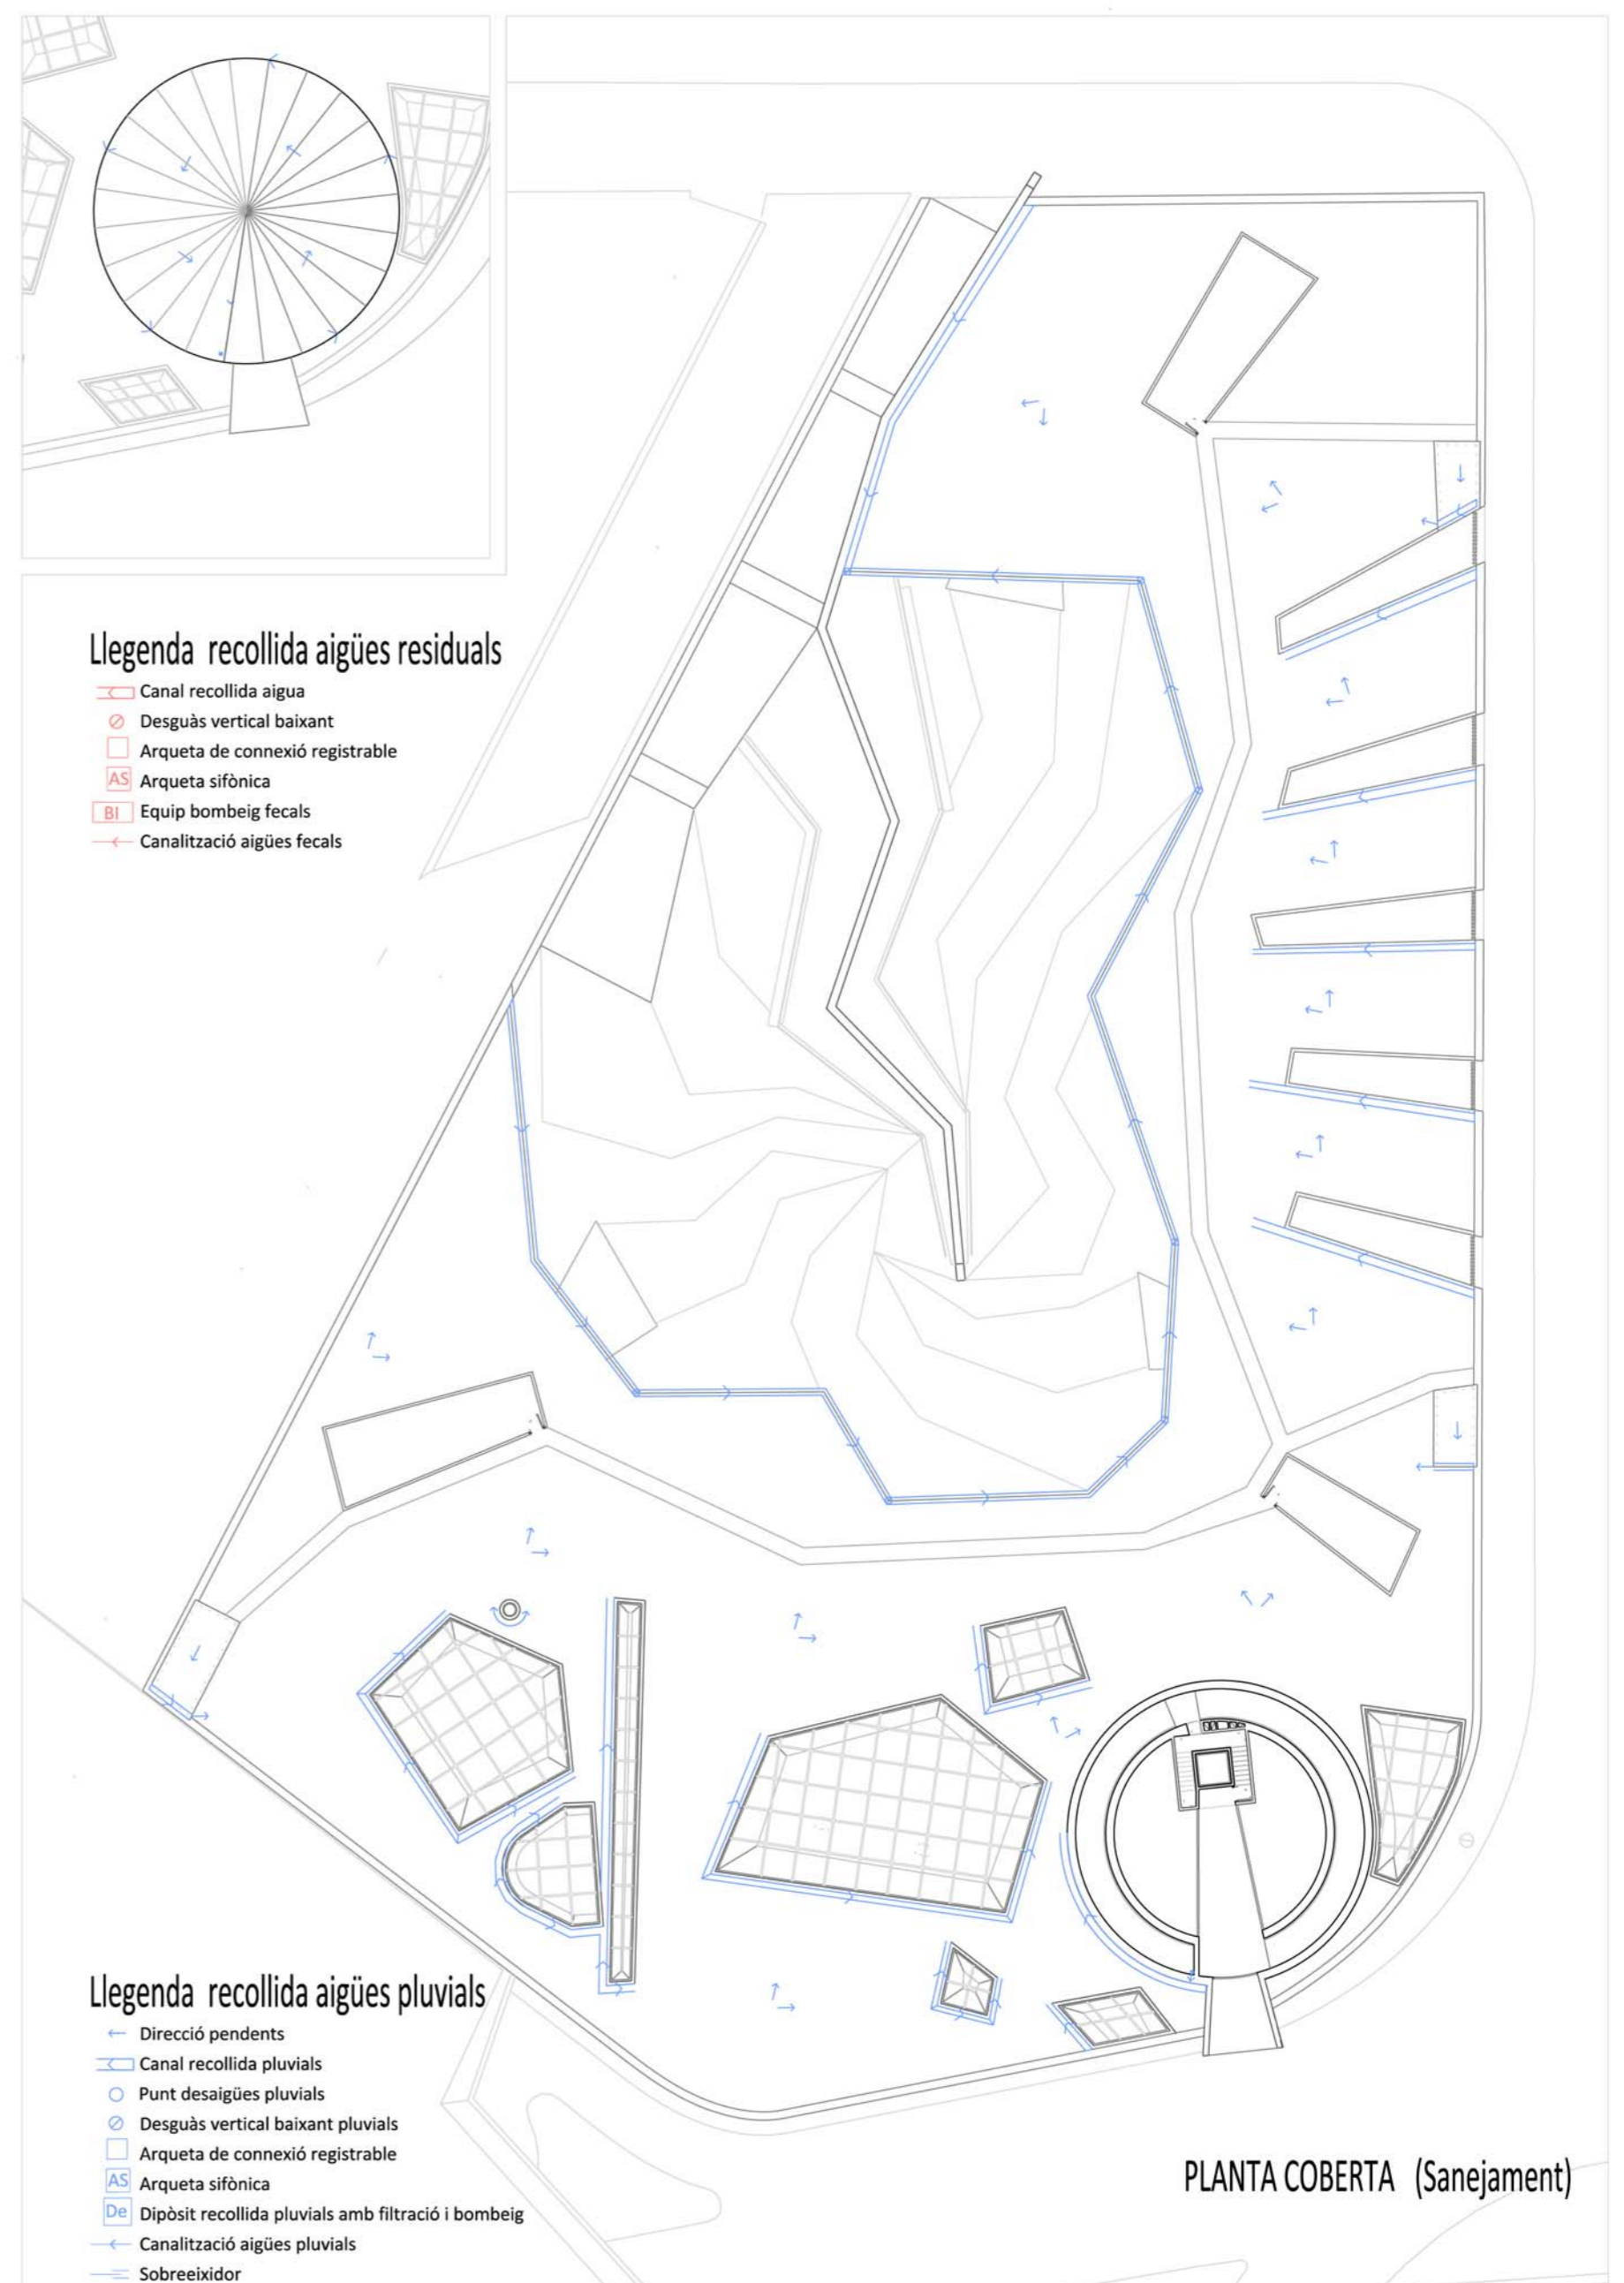 Llegenda recollida aigües residuals
Canal recollida aigua
Desguàs vertical baixant
Arqueta de connexió registrable
AS Arqueta sifònica
BI Equip bombeig fecals
Canalització aigües fecals
Llegenda recollida aigües pluvials
Direcció pendents
Canal recollida pluvials
Punt desaigües pluvials
Desguàs vertical baixant pluvials
Arqueta de connexió registrable
AS Arqueta sifònica
De Dipòsit recollida pluvials amb filtració i bombeig
Canalització aigües pluvials
Sobreeixidor
PLANTA COBERTA (Sanejament)